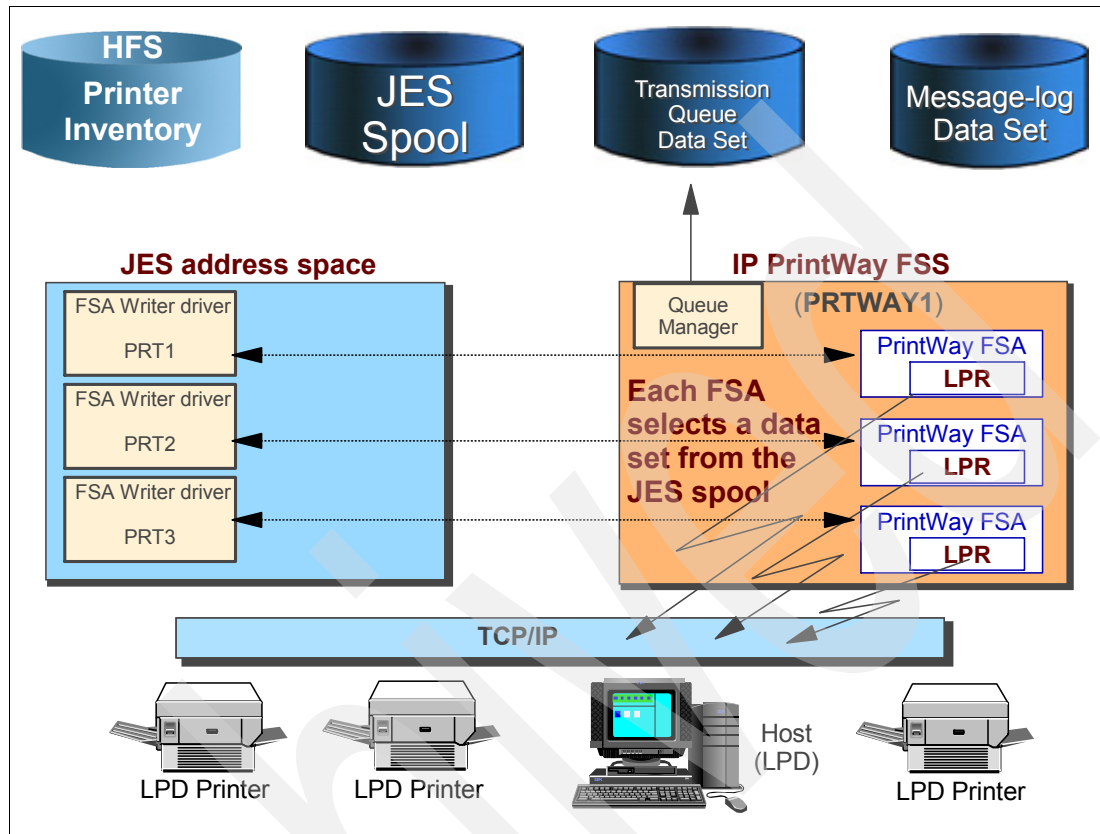 HFS
Printer
Inventory
JES
Spool
Transmission
Queue
Data Set
Message-log
Data Set
JES address space
IP PrintWay FSS
FSA Writer driver
PRT1
FSA Writer driver
PRT2
FSA Writer driver
PRT3
Queue
Manager
(PRTWAY1)
PrintWay FSA
LPR
Each FSA
selects a data
set from the
JES spool
PrintWay FSA
LPR
PrintWay FSA
LPR
TCP/IP
LPD Printer
LPD Printer
Host
(LPD)
LPD Printer